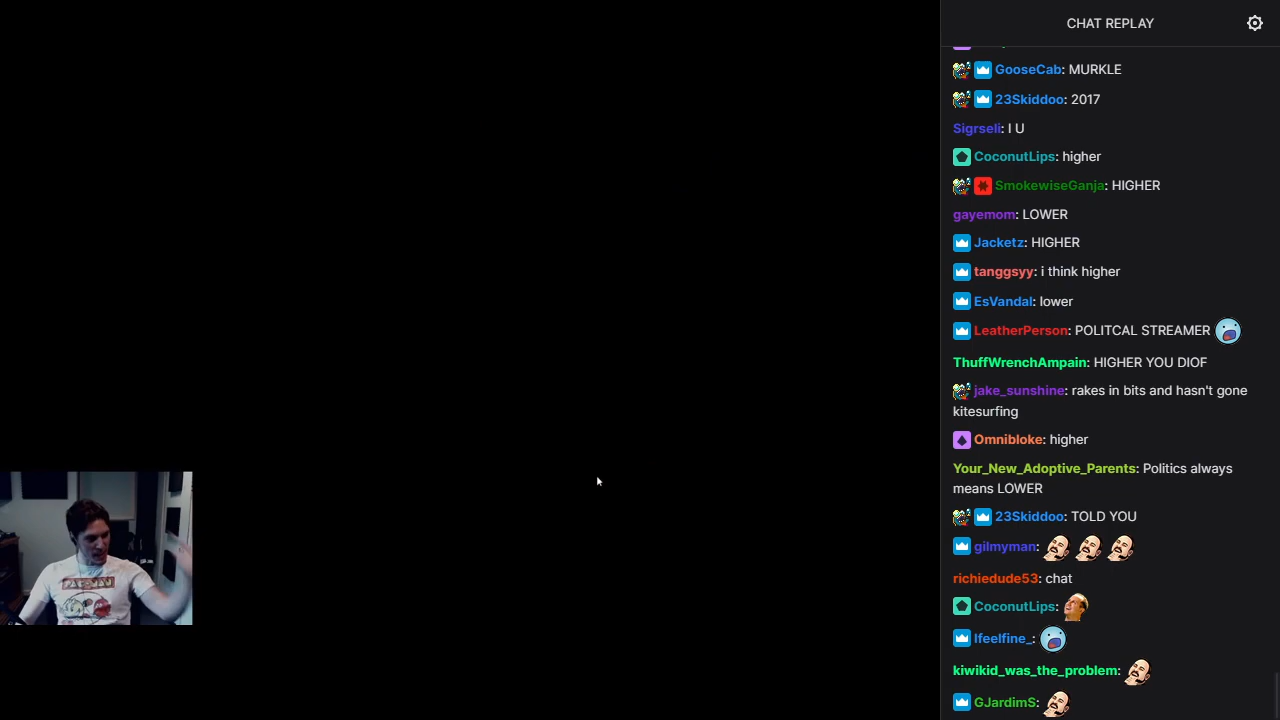 CHAT REPLAY
GooseCab: MURKLE
23Skiddoo: 2017
Sigrseli: I U
CoconutLips: higher
SmokewiseGanja: HIGHER
gayemom: LOWER
Jacketz: HIGHER
tanggsyy: i think higher
EsVandal: lower
LeatherPerson: POLITCAL STREAMER
ThuffWrenchAmpain: HIGHER YOU DIOF
jake_sunshine: rakes in bits and hasn't gone
kitesurfing
Omnibloke: higher
Your_New_Adoptive_Parents: Politics always
means LOWER
23Skiddoo: TOLD YOU
gilmyman:
richiedude53: chat
CoconutLips:
Ifeelfine_:
kiwikid_was_the_problem:
GJardimS:
PAC-MAN